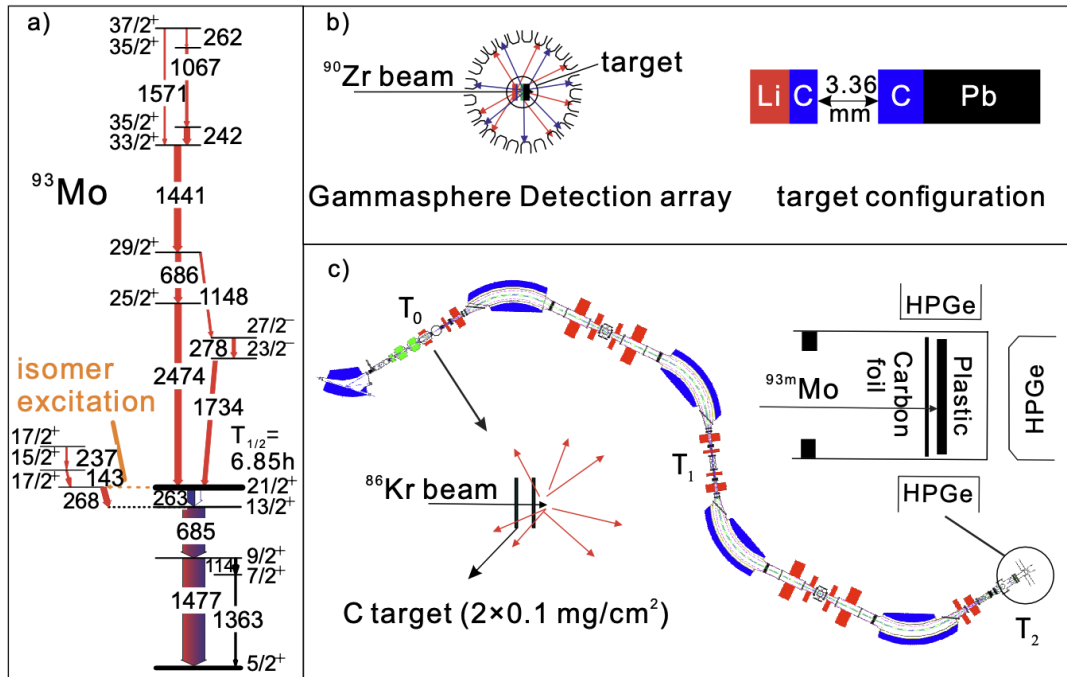 a)
37/2+
35/2+
262
1067
1571
35/2+
33/2+
242
93Mo
1441
29/2+
686
25/2+
1148
27/2−
278
23/2−
isomer
excitation
2474
1734
17/2+
15/2+
237
T1/2=
6.85h
17/2+
143
21/2+
268
263
13/2+
685
9/2+
114
7/2+
1477
1363
5/2+
b)
90Zr beam
target
Gammasphere Detection array
Li
C
3.36
mm
C
Pb
target configuration
c)
T0
T1
T2
86Kr beam
C target (2×0.1 mg/cm2)
HPGe
93mMo
Carbon
foil
Plastic
HPGe
HPGe